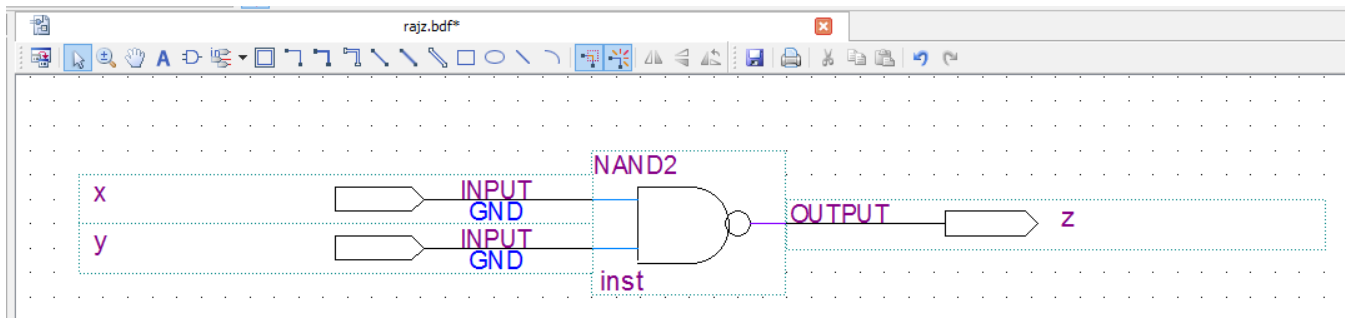 rajz.bdf*
A
NAND2
x
INPUT
GND
OUTPUT
z
y
INPUT
GND
inst